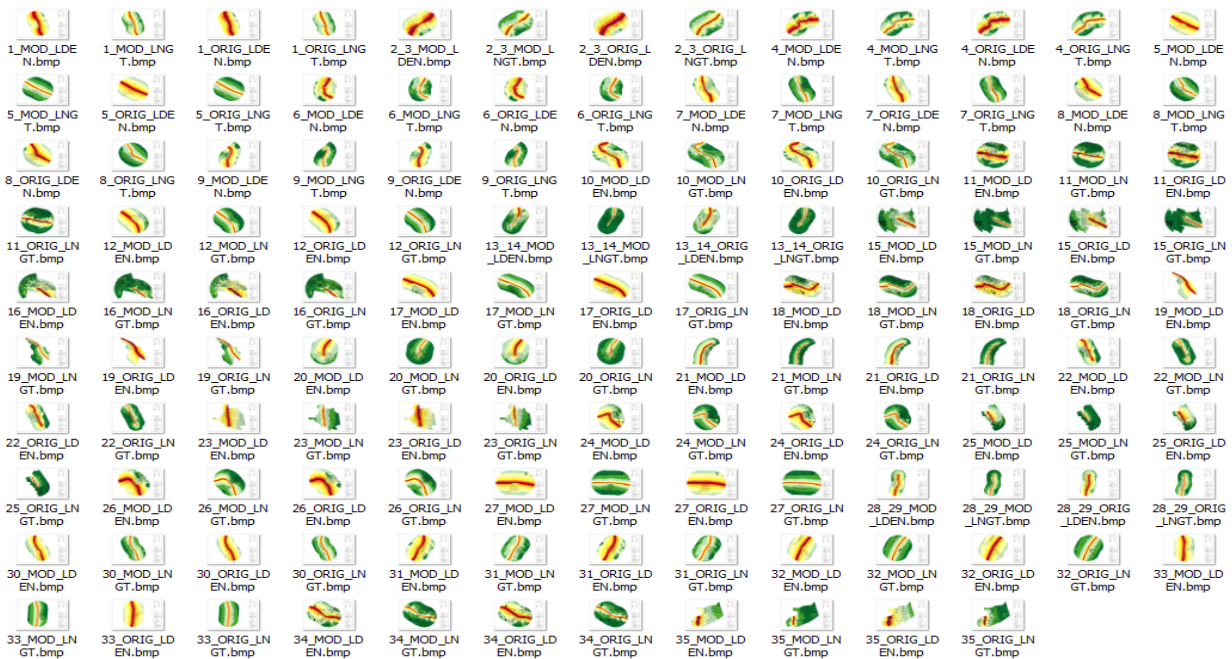 1_MOD_LDE
N.bmp
1_MOD_LNG
T.bmp
1_ORIG_LDE
N.bmp
1_ORIG_LNG
T.bmp
2_3_MOD_L
DEN.bmp
2_3_MOD_L
NGT.bmp
2_3_ORIG_L
DEN.bmp
2_3_ORIG_L
NGT.bmp
4_MOD_LDE
N.bmp
4_MOD_LNG
T.bmp
4_ORIG_LDE
N.bmp
4_ORIG_LNG
T.bmp
5_MOD_LDE
N.bmp
5_MOD_LNG
T.bmp
5_ORIG_LDE
N.bmp
5_ORIG_LNG
T.bmp
6_MOD_LDE
N.bmp
6_MOD_LNG
T.bmp
6_ORIG_LDE
N.bmp
6_ORIG_LNG
T.bmp
7_MOD_LDE
N.bmp
7_MOD_LNG
T.bmp
7_ORIG_LDE
N.bmp
7_ORIG_LNG
T.bmp
8_MOD_LDE
N.bmp
8_MOD_LNG
T.bmp
8_ORIG_LDE
N.bmp
8_ORIG_LNG
T.bmp
9_MOD_LDE
N.bmp
9_MOD_LNG
T.bmp
9_ORIG_LDE
N.bmp
9_ORIG_LNG
T.bmp
10_MOD_LD
EN.bmp
10_MOD_LN
GT.bmp
10_ORIG_LD
EN.bmp
10_ORIG_LN
GT.bmp
11_MOD_LD
EN.bmp
11_MOD_LN
GT.bmp
11_ORIG_LD
EN.bmp
11_ORIG_LN
GT.bmp
12_MOD_LD
EN.bmp
12_MOD_LN
GT.bmp
12_ORIG_LD
EN.bmp
12_ORIG_LN
GT.bmp
13_14_MOD
_LDEN.bmp
13_14_MOD
_LNGT.bmp
13_14_ORIG
_LDEN.bmp
13_14_ORIG
_LNGT.bmp
15_MOD_LD
EN.bmp
15_MOD_LN
GT.bmp
15_ORIG_LD
EN.bmp
15_ORIG_LN
GT.bmp
16_MOD_LD
EN.bmp
16_MOD_LN
GT.bmp
16_ORIG_LD
EN.bmp
16_ORIG_LN
GT.bmp
17_MOD_LD
EN.bmp
17_MOD_LN
GT.bmp
17_ORIG_LD
EN.bmp
17_ORIG_LN
GT.bmp
18_MOD_LD
EN.bmp
18_MOD_LN
GT.bmp
18_ORIG_LD
EN.bmp
18_ORIG_LN
GT.bmp
19_MOD_LD
EN.bmp
19_MOD_LN
GT.bmp
19_ORIG_LD
EN.bmp
19_ORIG_LN
GT.bmp
20_MOD_LD
EN.bmp
20_MOD_LN
GT.bmp
20_ORIG_LD
EN.bmp
20_ORIG_LN
GT.bmp
21_MOD_LD
EN.bmp
21_MOD_LN
GT.bmp
21_ORIG_LD
EN.bmp
21_ORIG_LN
GT.bmp
22_MOD_LD
EN.bmp
22_MOD_LN
GT.bmp
22_ORIG_LD
EN.bmp
22_ORIG_LN
GT.bmp
23_MOD_LD
EN.bmp
23_MOD_LN
GT.bmp
23_ORIG_LD
EN.bmp
23_ORIG_LN
GT.bmp
24_MOD_LD
EN.bmp
24_MOD_LN
GT.bmp
24_ORIG_LD
EN.bmp
24_ORIG_LN
GT.bmp
25_MOD_LD
EN.bmp
25_MOD_LN
GT.bmp
25_ORIG_LD
EN.bmp
25_ORIG_LN
GT.bmp
26_MOD_LD
EN.bmp
26_MOD_LN
GT.bmp
26_ORIG_LD
EN.bmp
26_ORIG_LN
GT.bmp
27_MOD_LD
EN.bmp
27_MOD_LN
GT.bmp
27_ORIG_LD
EN.bmp
27_ORIG_LN
GT.bmp
28_29_MOD
_LDEN.bmp
28_29_MOD
_LNGT.bmp
28_29_ORIG
_LDEN.bmp
28_29_ORIG
_LNGT.bmp
30_MOD_LD
EN.bmp
30_MOD_LN
GT.bmp
30_ORIG_LD
EN.bmp
30_ORIG_LN
GT.bmp
31_MOD_LD
EN.bmp
31_MOD_LN
GT.bmp
31_ORIG_LD
EN.bmp
31_ORIG_LN
GT.bmp
32_MOD_LD
EN.bmp
32_MOD_LN
GT.bmp
32_ORIG_LD
EN.bmp
32_ORIG_LN
GT.bmp
33_MOD_LD
EN.bmp
33_MOD_LN
GT.bmp
33_ORIG_LD
EN.bmp
33_ORIG_LN
GT.bmp
34_MOD_LD
EN.bmp
34_MOD_LN
GT.bmp
34_ORIG_LD
EN.bmp
34_ORIG_LN
GT.bmp
35_MOD_LD
EN.bmp
35_MOD_LN
GT.bmp
35_ORIG_LD
EN.bmp
35_ORIG_LN
GT.bmp